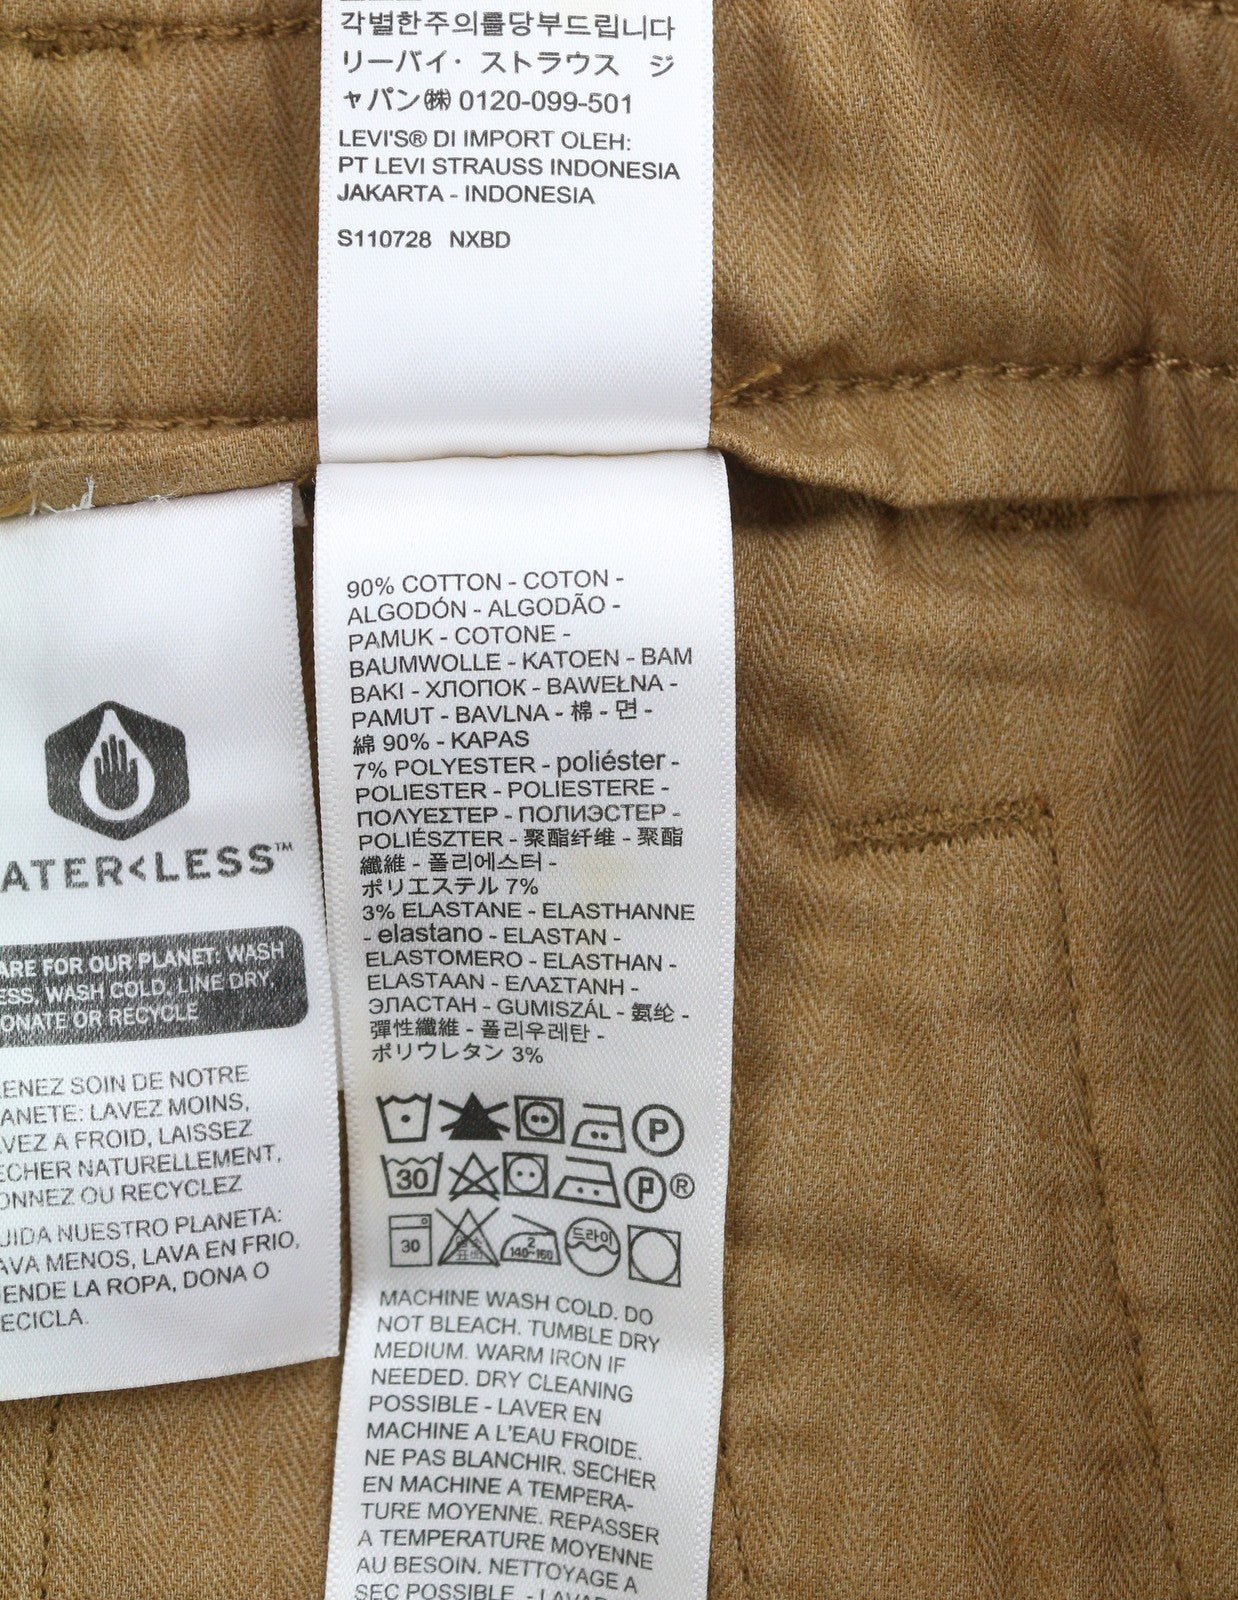 각별한주의를당부드립니다
リーバイ・ストラウス ジ
ャパン㈱ 0120-099-501
LEVI'S® DI IMPORT OLEH:
PT LEVI STRAUSS INDONESIA
JAKARTA - INDONESIA
S110728 NXBD
90% COTTON - COTON -
ALGODÓN - ALGODÃO -
PAMUK - COTONE -
BAUMWOLLE - KATOEN - BAM
BAKI - ХЛОПОК - BAWEŁNA -
PAMUT - BAVLNA - 棉 - 면 -
綿 90% - KAPAS
7% POLYESTER - poliéster -
POLIESTER - POLIESTERE -
ΠΟΛΥΕΣΤΕΡ - ПОЛИЭСТЕР -
POLIÉSZTER - 聚酯纤维 - 聚酯
纖維 - 폴리에스터 -
ポリエステル 7%
3% ELASTANE - ELASTHANNE
- elastano - ELASTAN -
ELASTOMERO - ELASTHAN -
ELASTAAN - ΕΛΑΣΤΑΝΗ -
ЭЛАСТАН - GUMISZÁL - 氨纶 -
彈性纖維 - 폴리우레탄 -
ポリウレタン 3%
P
30 P ®
30 2 140~160 드라이
MACHINE WASH COLD. DO
NOT BLEACH. TUMBLE DRY
MEDIUM. WARM IRON IF
NEEDED. DRY CLEANING
POSSIBLE - LAVER EN
MACHINE A L'EAU FROIDE.
NE PAS BLANCHIR. SECHER
EN MACHINE A TEMPERA-
TURE MOYENNE. REPASSER
A TEMPERATURE MOYENNE
AU BESOIN. NETTOYAGE A
SEC POSSIBLE. - LAVAR
ATER<LESS™
ARE FOR OUR PLANET: WASH
ESS, WASH COLD, LINE DRY,
ONATE OR RECYCLE
RENEZ SOIN DE NOTRE
ANETE: LAVEZ MOINS,
VEZ A FROID, LAISSEZ
ECHER NATURELLEMENT,
ONNEZ OU RECYCLEZ
UIDA NUESTRO PLANETA:
AVA MENOS, LAVA EN FRIO,
ENDE LA ROPA, DONA O
ECICLA.